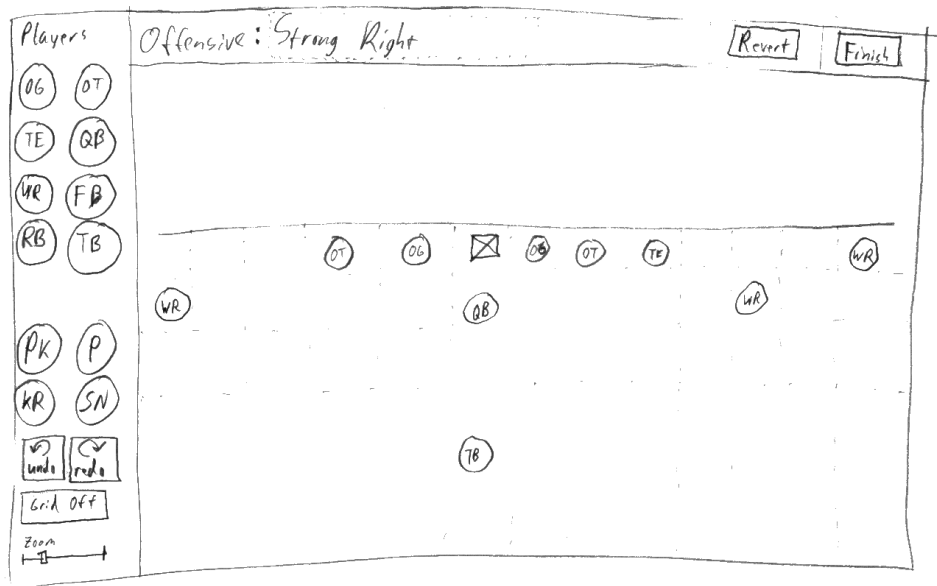 Players
Offensive: Strong Right
Revert
Finish
OG OT
TE QB
WR FB
RB TB
PK P
KR SN
undo redo
Grid Off
Zoom
OT OG OG OT TE WR
WR QB WR
TB